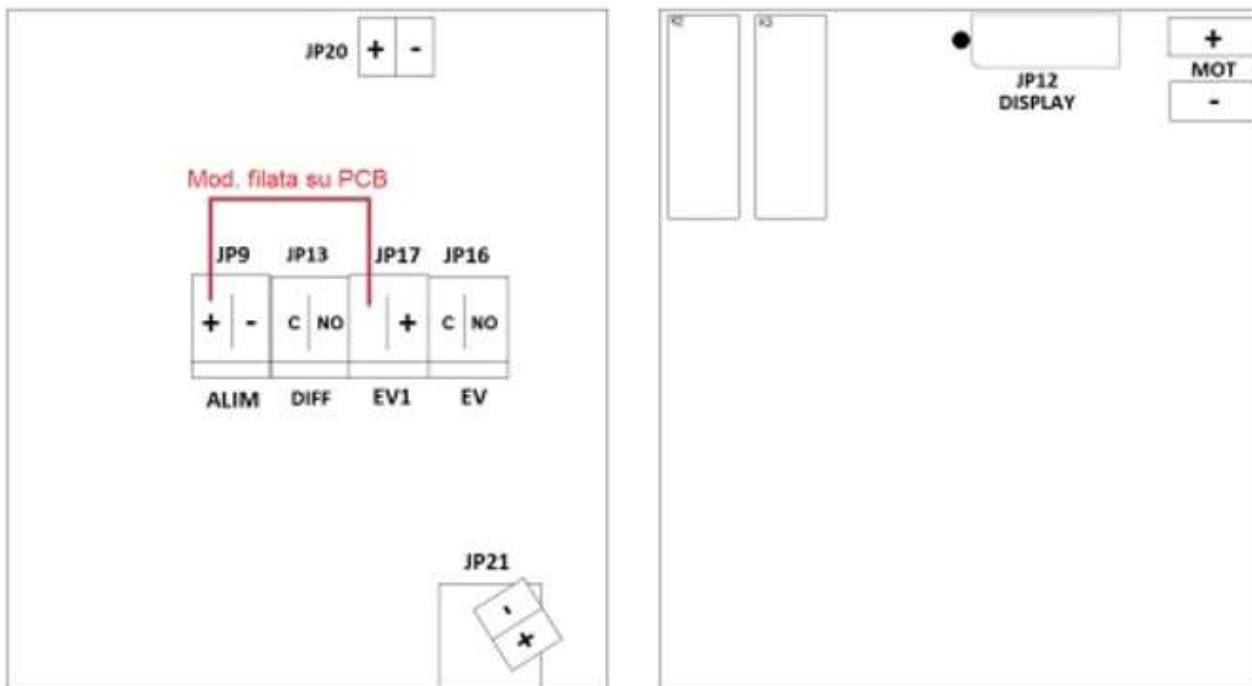 JP20 + -
Mod. filata su PCB
JP9 JP13 JP17 JP16
+ - C NO + C NO
ALIM DIFF EV1 EV
JP21
-
+
K3
JP12
DISPLAY
+
MOT
-